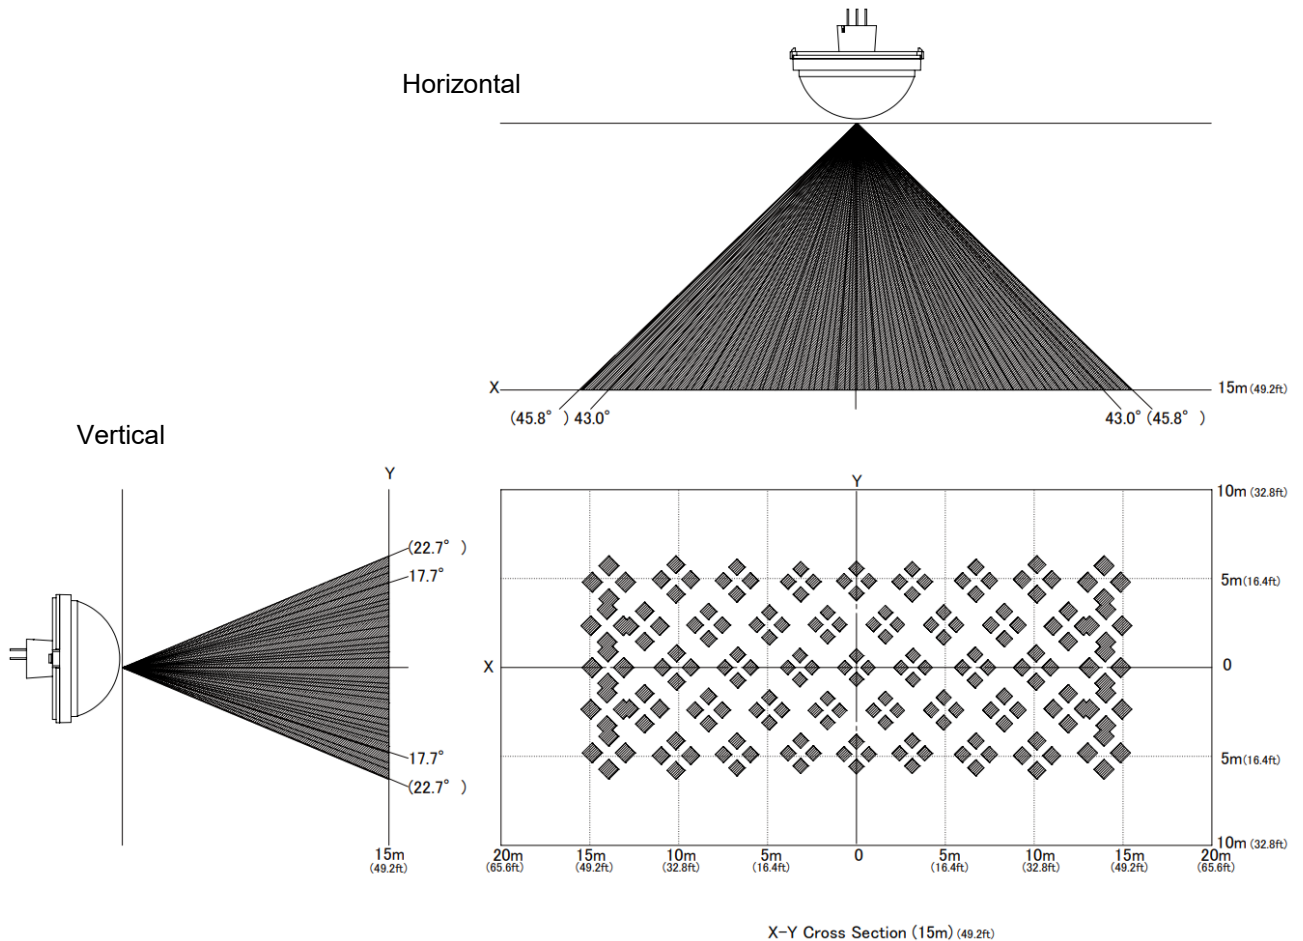 Horizontal
X
15m (49.2ft)
(45.8° ) 43.0°
43.0° (45.8° )
Vertical
Y
(22.7° )
17.7°
17.7°
(22.7° )
15m
(49.2ft)
Y
10m (32.8ft)
5m (16.4ft)
X
0
5m (16.4ft)
10m (32.8ft)
20m 15m 10m 5m 0 5m 10m 15m 20m
(65.6ft) (49.2ft) (32.8ft) (16.4ft) (16.4ft) (32.8ft) (49.2ft) (65.6ft)
X-Y Cross Section (15m) (49.2ft)